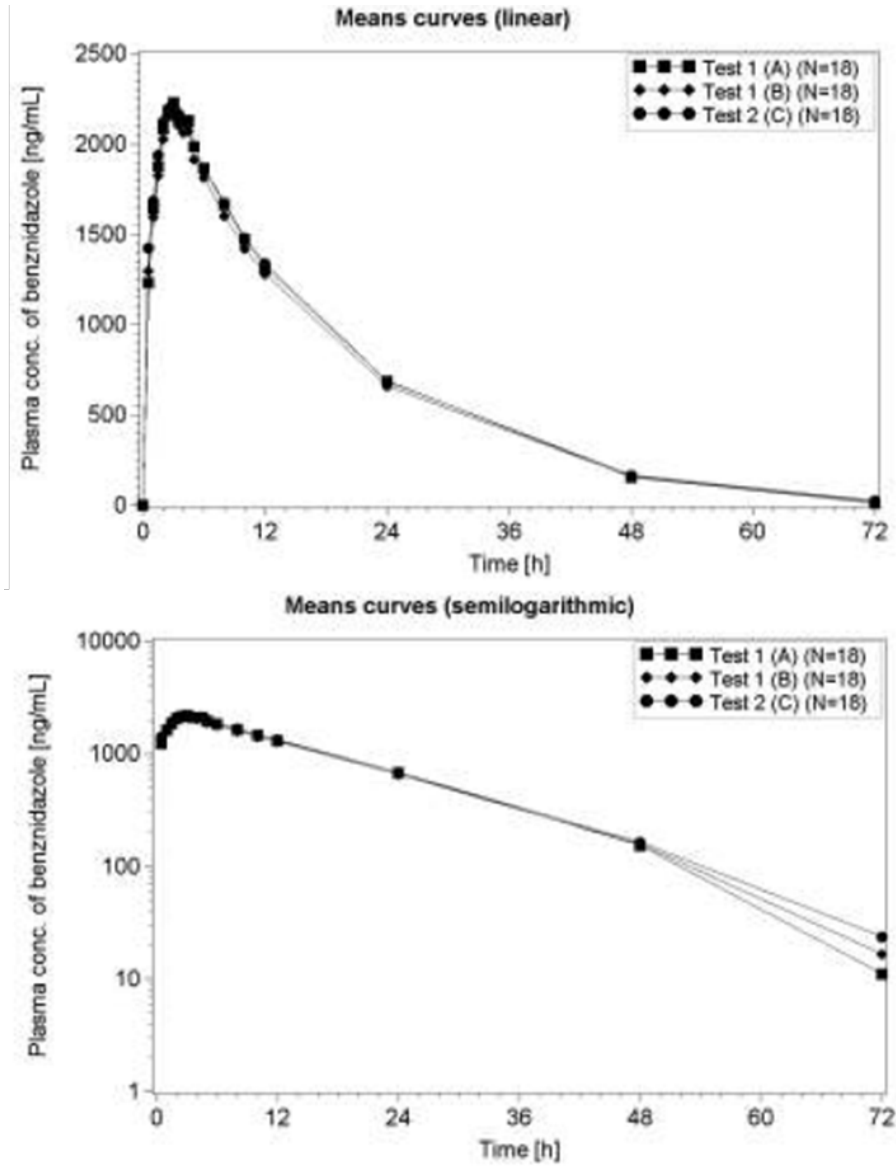 Means curves (linear)
Plasma conc. of benznidazole [ng/mL]
2500
2000
1500
1000
500
0
Test 1 (A) (N=18)
Test 1 (B) (N=18)
Test 2 (C) (N=18)
0 12 24 36 48 60 72
Time [h]
Means curves (semilogarithmic)
Plasma conc. of benznidazole [ng/mL]
10000
1000
100
10
1
Test 1 (A) (N=18)
Test 1 (B) (N=18)
Test 2 (C) (N=18)
0 12 24 36 48 60 72
Time [h]